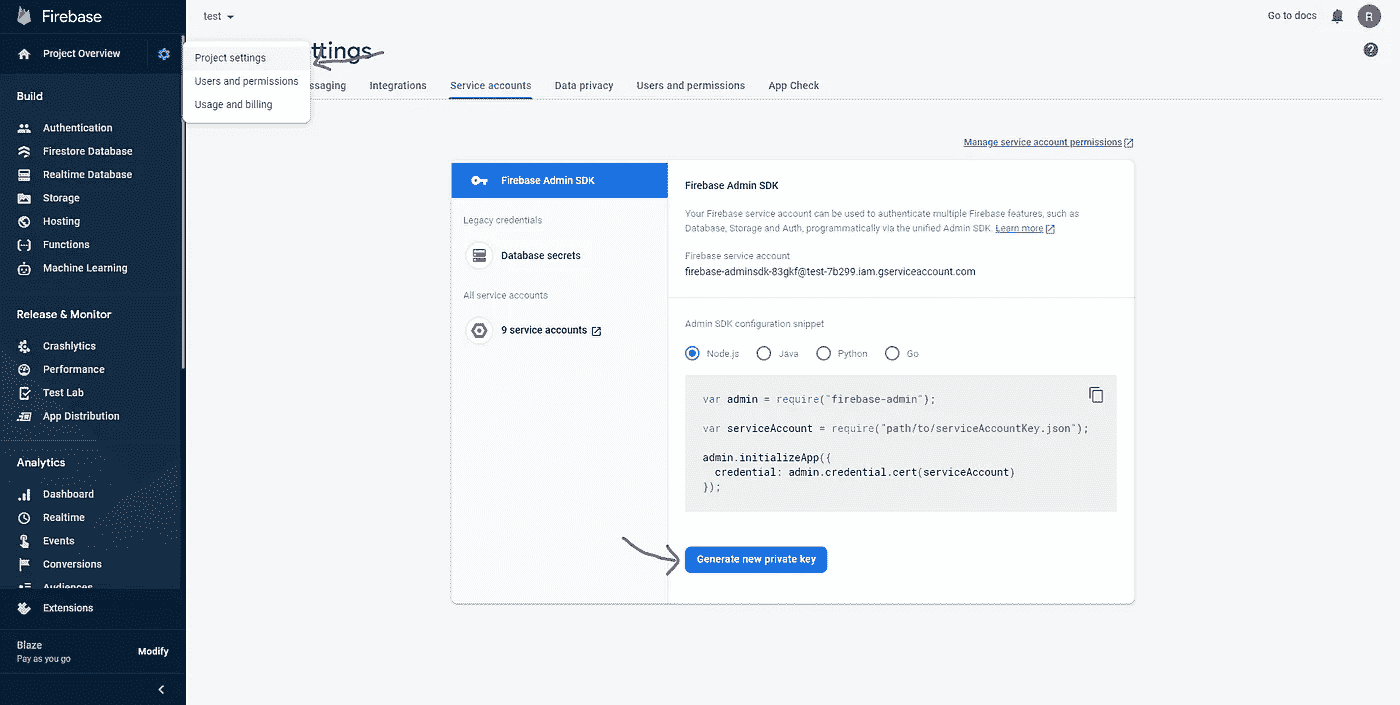 Firebase
test
Go to docs
R
Project Overview
Project settings
Users and permissions
Usage and billing
ttings
ssaging
Integrations
Service accounts
Data privacy
Users and permissions
App Check
Build
Authentication
Firestore Database
Realtime Database
Storage
Hosting
Functions
Machine Learning
Release & Monitor
Crashlytics
Performance
Test Lab
App Distribution
Analytics
Dashboard
Realtime
Events
Conversions
Audiences
Extensions
Blaze
Pay as you go
Modify
Manage service account permissions
Firebase Admin SDK
Legacy credentials
Database secrets
All service accounts
9 service accounts
Firebase Admin SDK
Your Firebase service account can be used to authenticate multiple Firebase features, such as
Database, Storage and Auth, programmatically via the unified Admin SDK. Learn more
Firebase service account
firebase-adminsdk-83gkf@test-7b299.iam.gserviceaccount.com
Admin SDK configuration snippet
Node.js
Java
Python
Go
var admin = require("firebase-admin");
var serviceAccount = require("path/to/serviceAccountKey.json");
admin.initializeApp({
credential: admin.credential.cert(serviceAccount)
});
Generate new private key